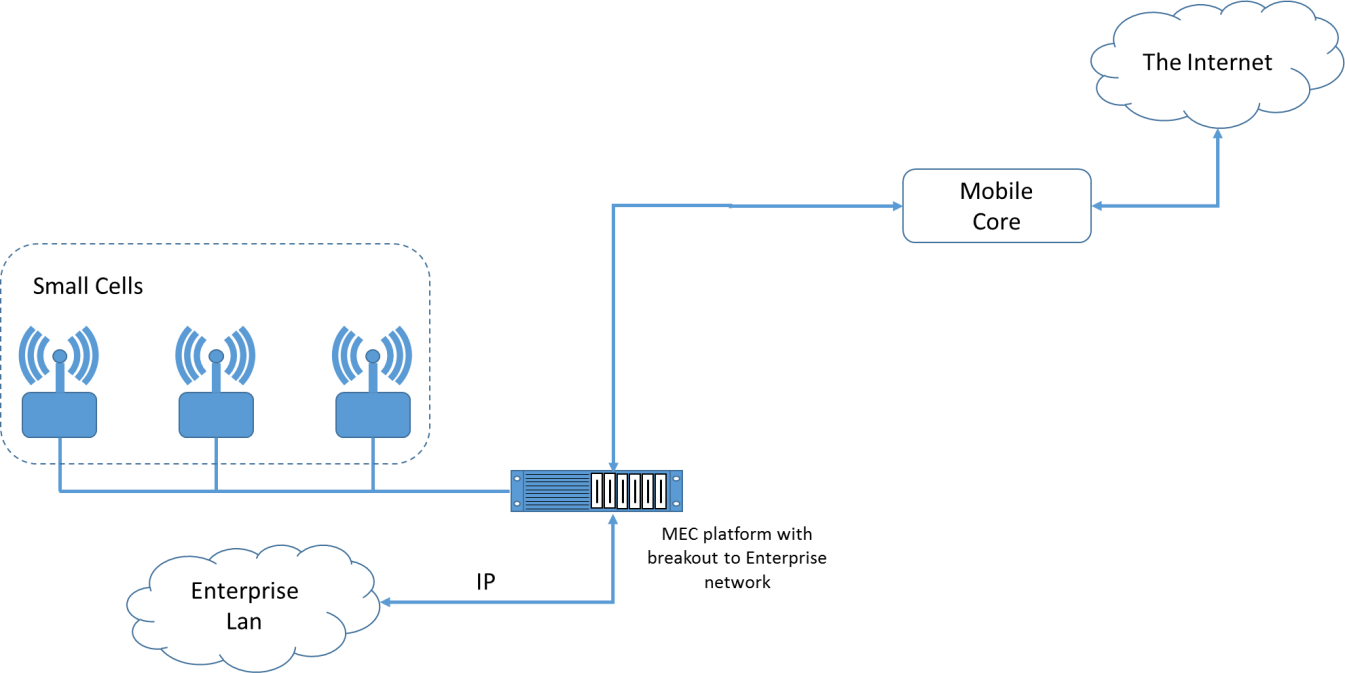 The Internet
Mobile
Core
Small Cells
MEC platform with
breakout to Enterprise
network
IP
Enterprise
Lan